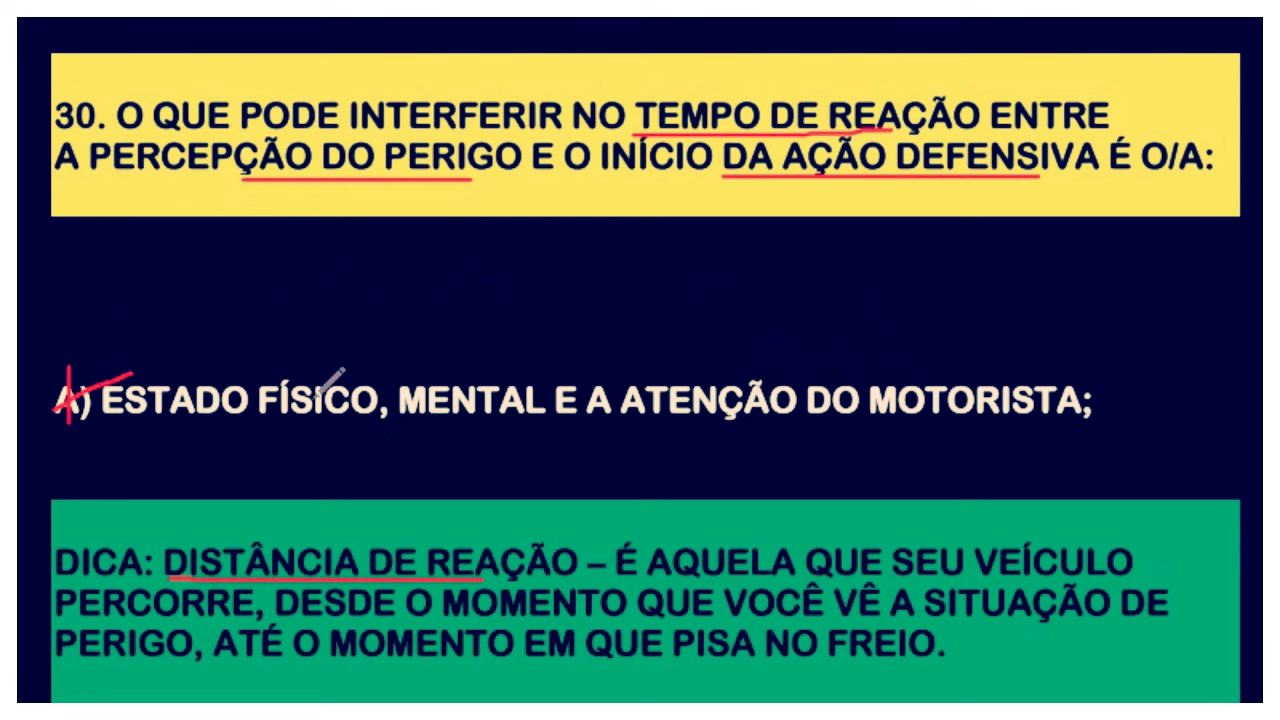 30. O QUE PODE INTERFERIR NO TEMPO DE REAÇÃO ENTRE
A PERCEPÇÃO DO PERIGO E O INÍCIO DA AÇÃO DEFENSIVA É O/A:
A) ESTADO FÍSICO, MENTAL E A ATENÇÃO DO MOTORISTA;
DICA: DISTÂNCIA DE REAÇÃO – É AQUELA QUE SEU VEÍCULO
PERCORRE, DESDE O MOMENTO QUE VOCÊ VÊ A SITUAÇÃO DE
PERIGO, ATÉ O MOMENTO EM QUE PISA NO FREIO.